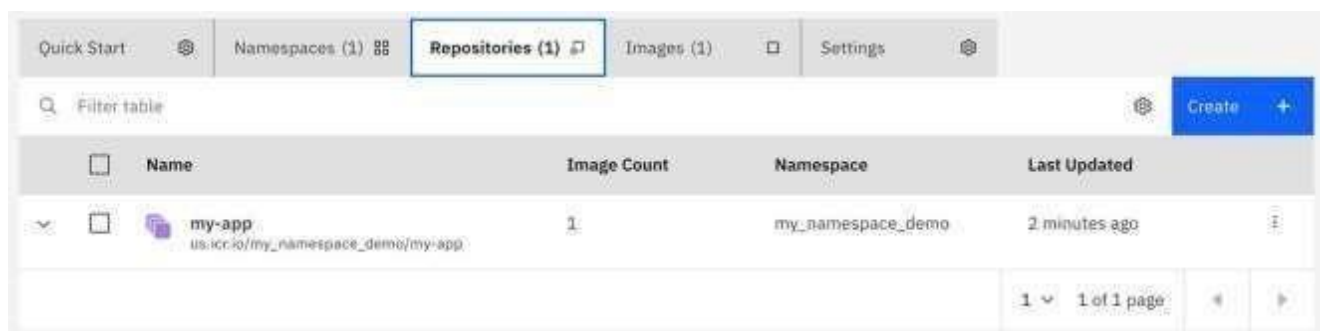 Quick Start Namespaces (1) Repositories (1) Images (1) Settings
Filter table Create +
Name Image Count Namespace Last Updated
my-app 1 my_namespace_demo 2 minutes ago
us.icr.io/my_namespace_demo/my-app
1 1 of 1 page